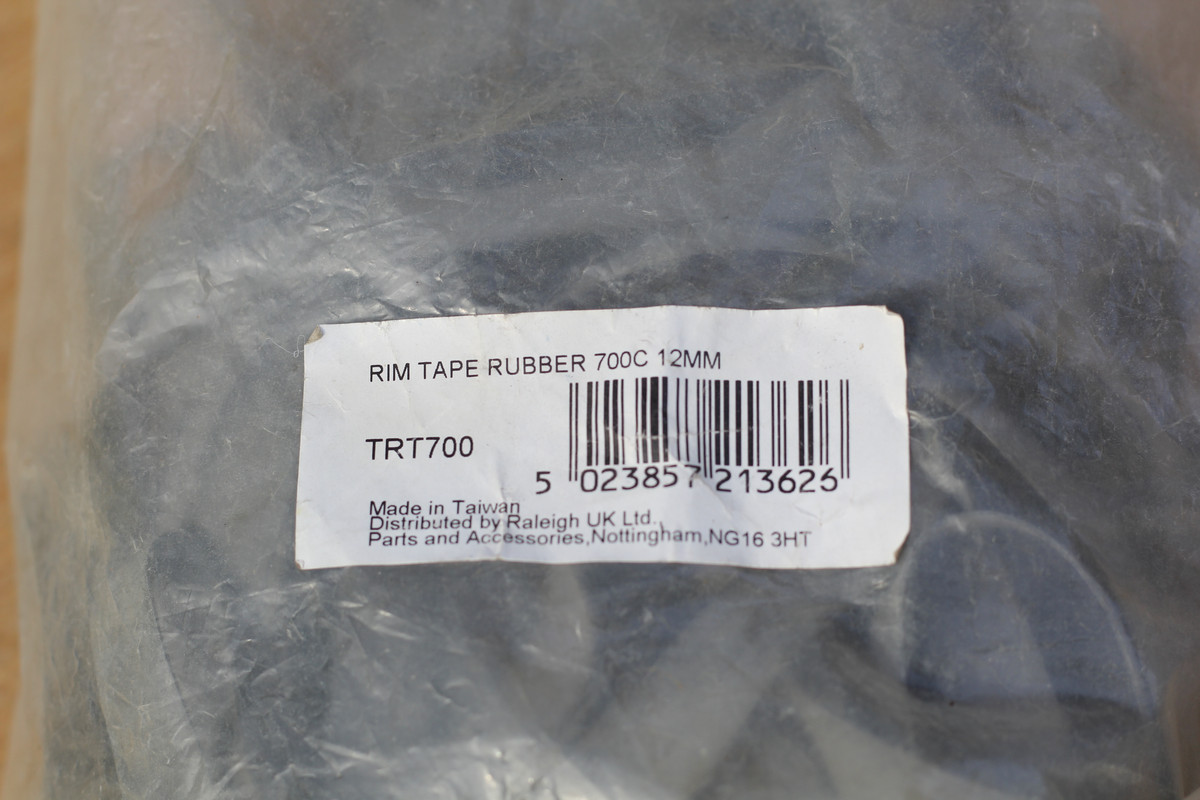 RIM TAPE RUBBER 700C 12MM
TRT700
5 023857 213626
Made in Taiwan
Distributed by Raleigh UK Ltd.,
Parts and Accessories,Nottingham,NG16 3HT